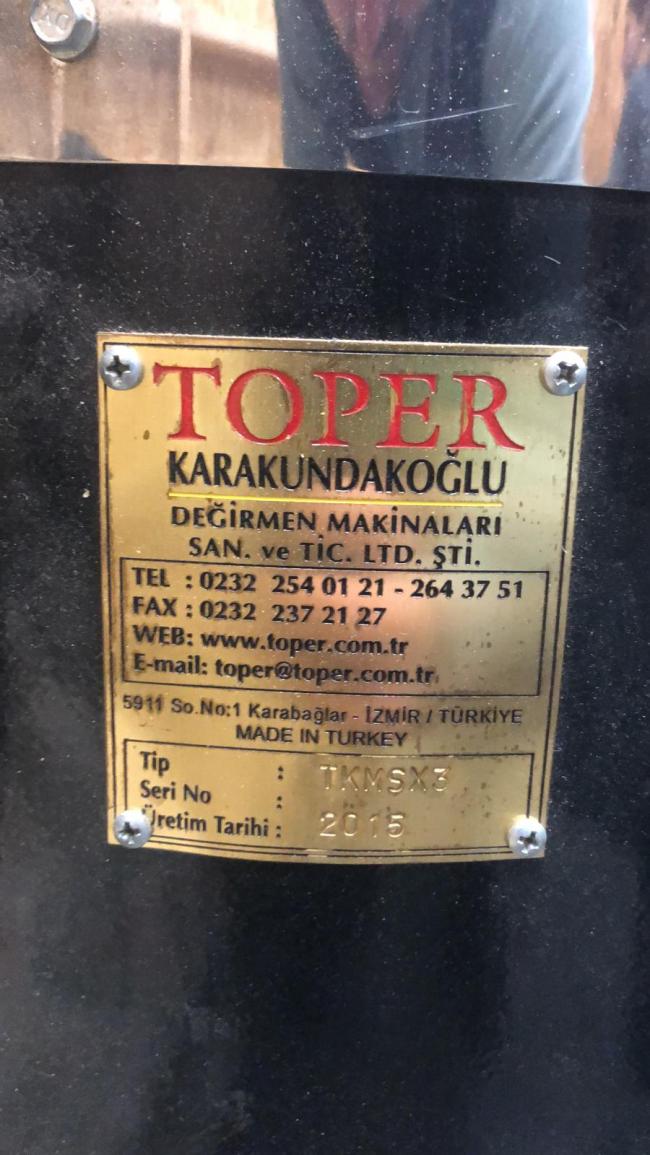 TOPER
KARAKUNDAKOĞLU
DEĞİRMEN MAKİNALARI
SAN. ve TİC. LTD. ŞTİ.
TEL : 0232 254 01 21 - 264 37 51
FAX : 0232 237 21 27
WEB: www.toper.com.tr
E-mail: toper@toper.com.tr
5911 So.No:1 Karabağlar - İZMİR / TÜRKİYE
MADE IN TURKEY
Tip : TKMSX3
Seri No :
Üretim Tarihi : 2015